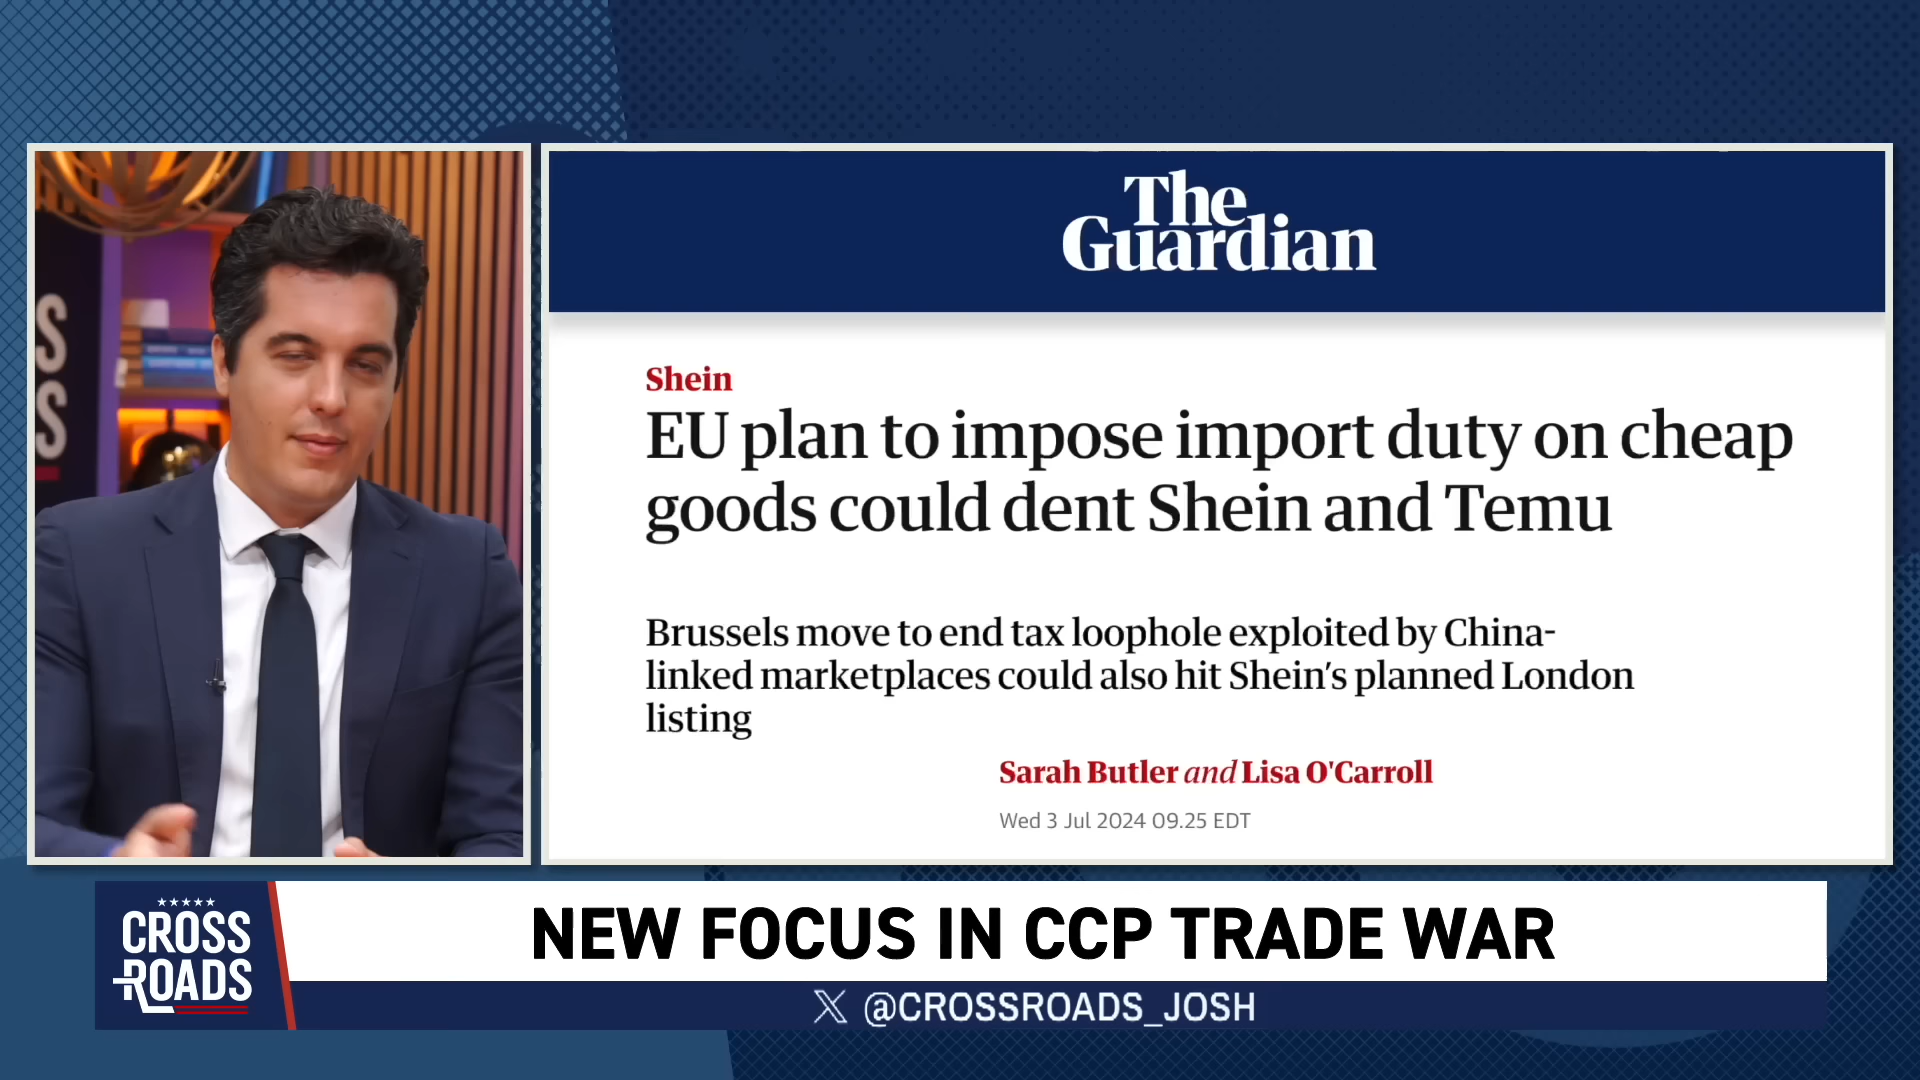 S
S
The
Guardian
Shein
EU plan to impose import duty on cheap
goods could dent Shein and Temu
Brussels move to end tax loophole exploited by China-
linked marketplaces could also hit Shein's planned London
listing
Sarah Butler and Lisa O'Carroll
Wed 3 Jul 2024 09.25 EDT
CROSS
ROADS
NEW FOCUS IN CCP TRADE WAR
X @CROSSROADS_JOSH